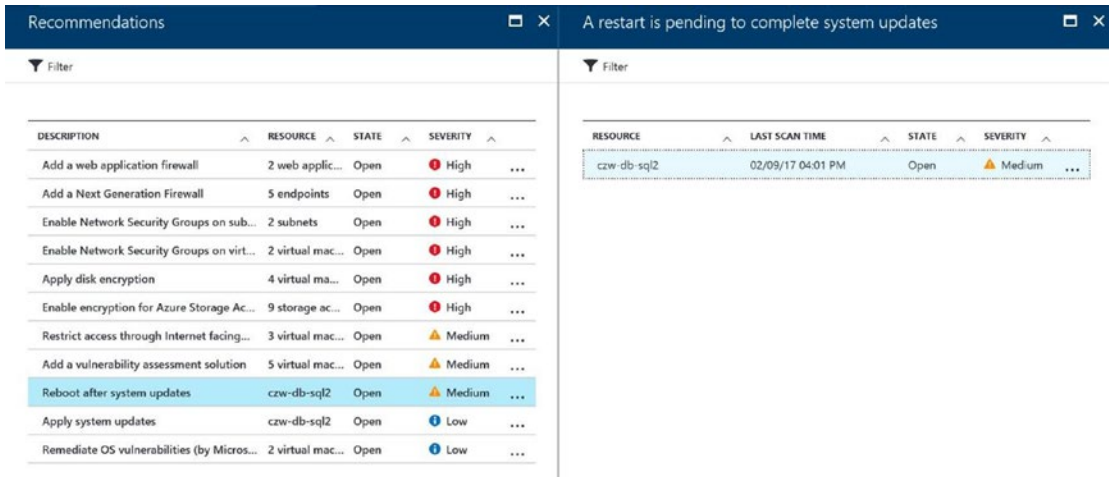 Recommendations
Filter
DESCRIPTION RESOURCE STATE SEVERITY
Add a web application firewall 2 web applic... Open High ...
Add a Next Generation Firewall 5 endpoints Open High ...
Enable Network Security Groups on sub... 2 subnets Open High ...
Enable Network Security Groups on virt... 2 virtual mac... Open High ...
Apply disk encryption 4 virtual ma... Open High ...
Enable encryption for Azure Storage Ac... 9 storage ac... Open High ...
Restrict access through Internet facing... 3 virtual mac... Open Medium ...
Add a vulnerability assessment solution 5 virtual mac... Open Medium ...
Reboot after system updates czw-db-sql2 Open Medium ...
Apply system updates czw-db-sql2 Open Low ...
Remediate OS vulnerabilities (by Micros... 2 virtual mac... Open Low ...
A restart is pending to complete system updates
Filter
RESOURCE LAST SCAN TIME STATE SEVERITY
czw-db-sql2 02/09/17 04:01 PM Open Medium ...